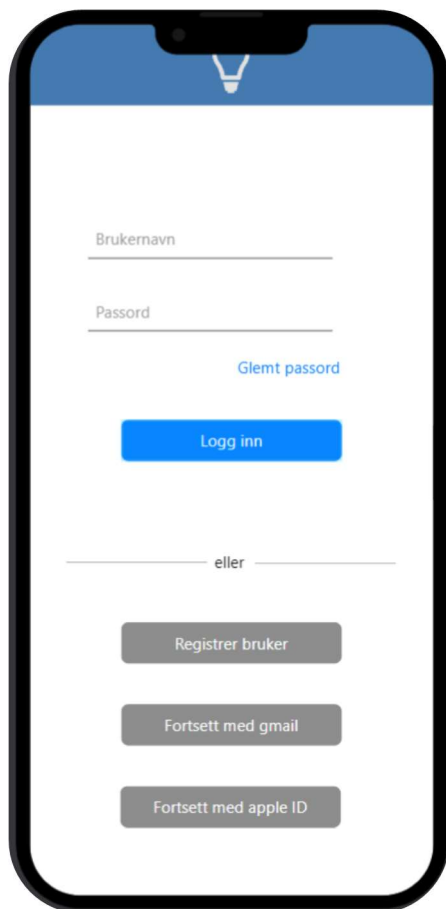 Brukernavn
Passord
Glemt passord
Logg inn
eller
Registrer bruker
Fortsett med gmail
Fortsett med apple ID